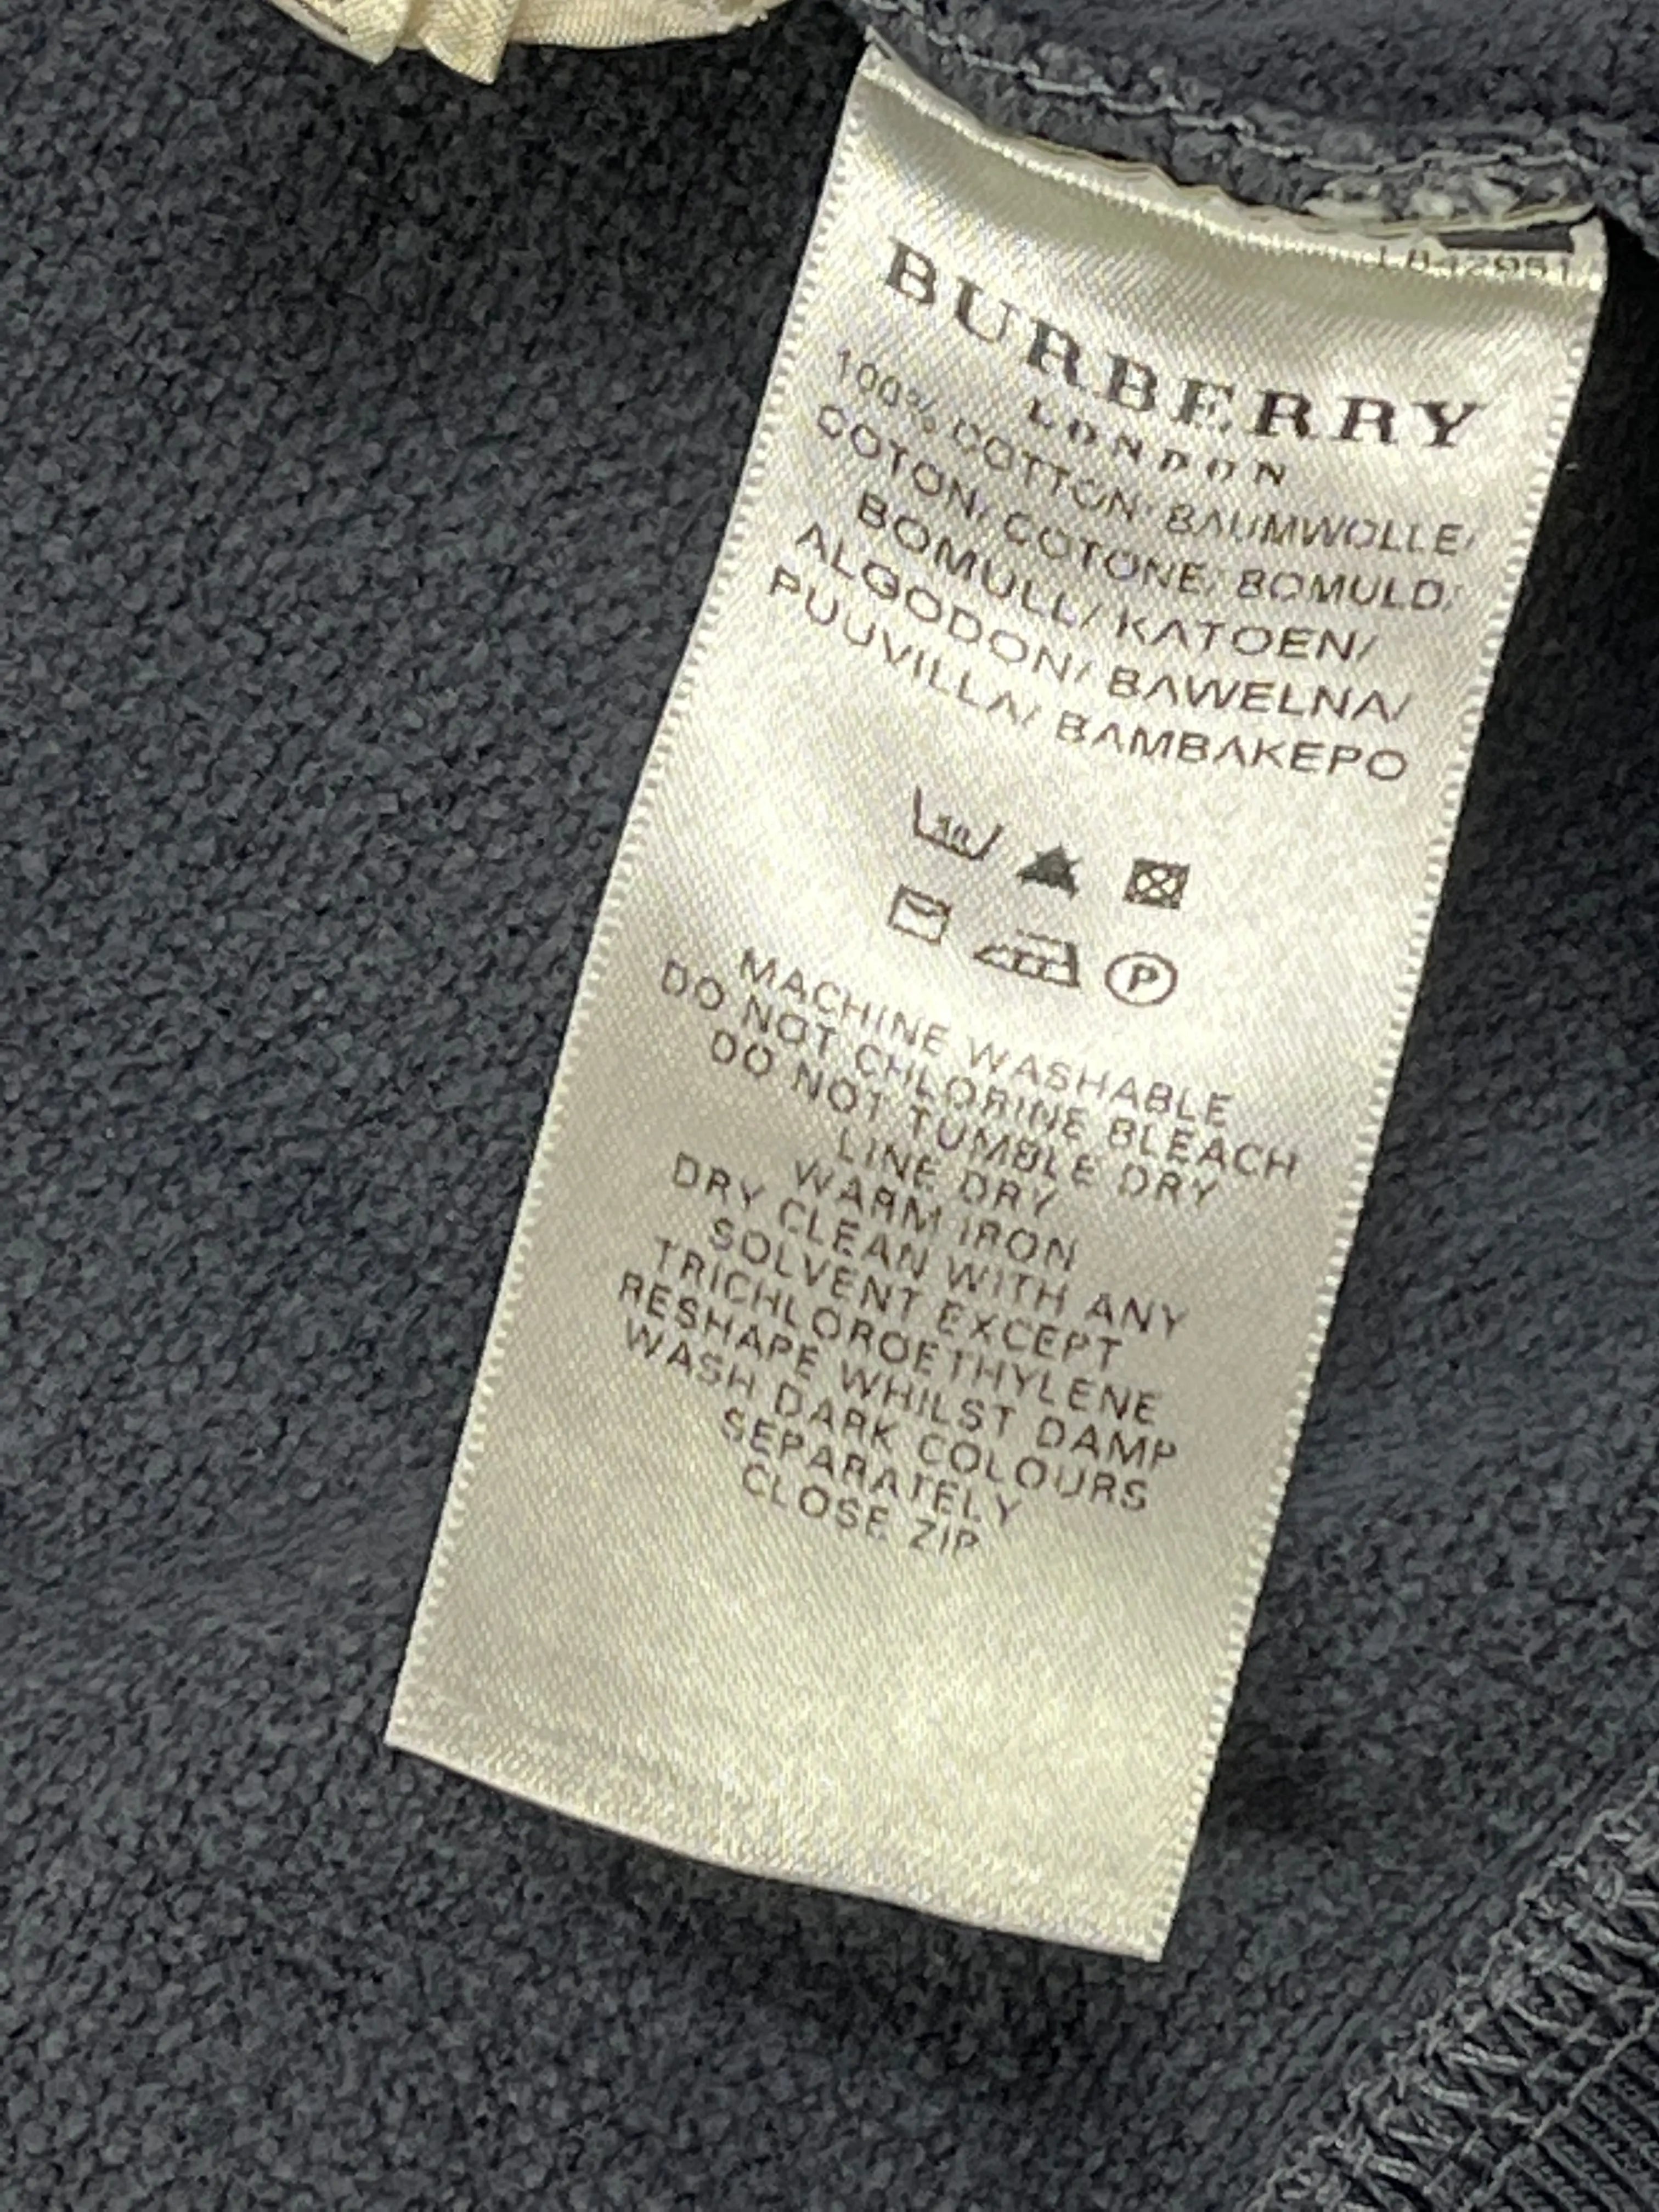 BURBERRY
LONDON
100% COTTON/ BAUMWOLLE/
COTON/ COTONE/ BOMULD/
BOMULL/ KATOEN/
ALGODON/ BAWELNA/
PUUVILLA/ BAMBAKEPO
P
MACHINE WASHABLE
DO NOT CHLORINE BLEACH
DO NOT TUMBLE DRY
LINE DRY
WARM IRON
DRY CLEAN WITH ANY
SOLVENT EXCEPT
TRICHLOROETHYLENE
RESHAPE WHILST DAMP
WASH DARK COLOURS
SEPARATELY
CLOSE ZIP